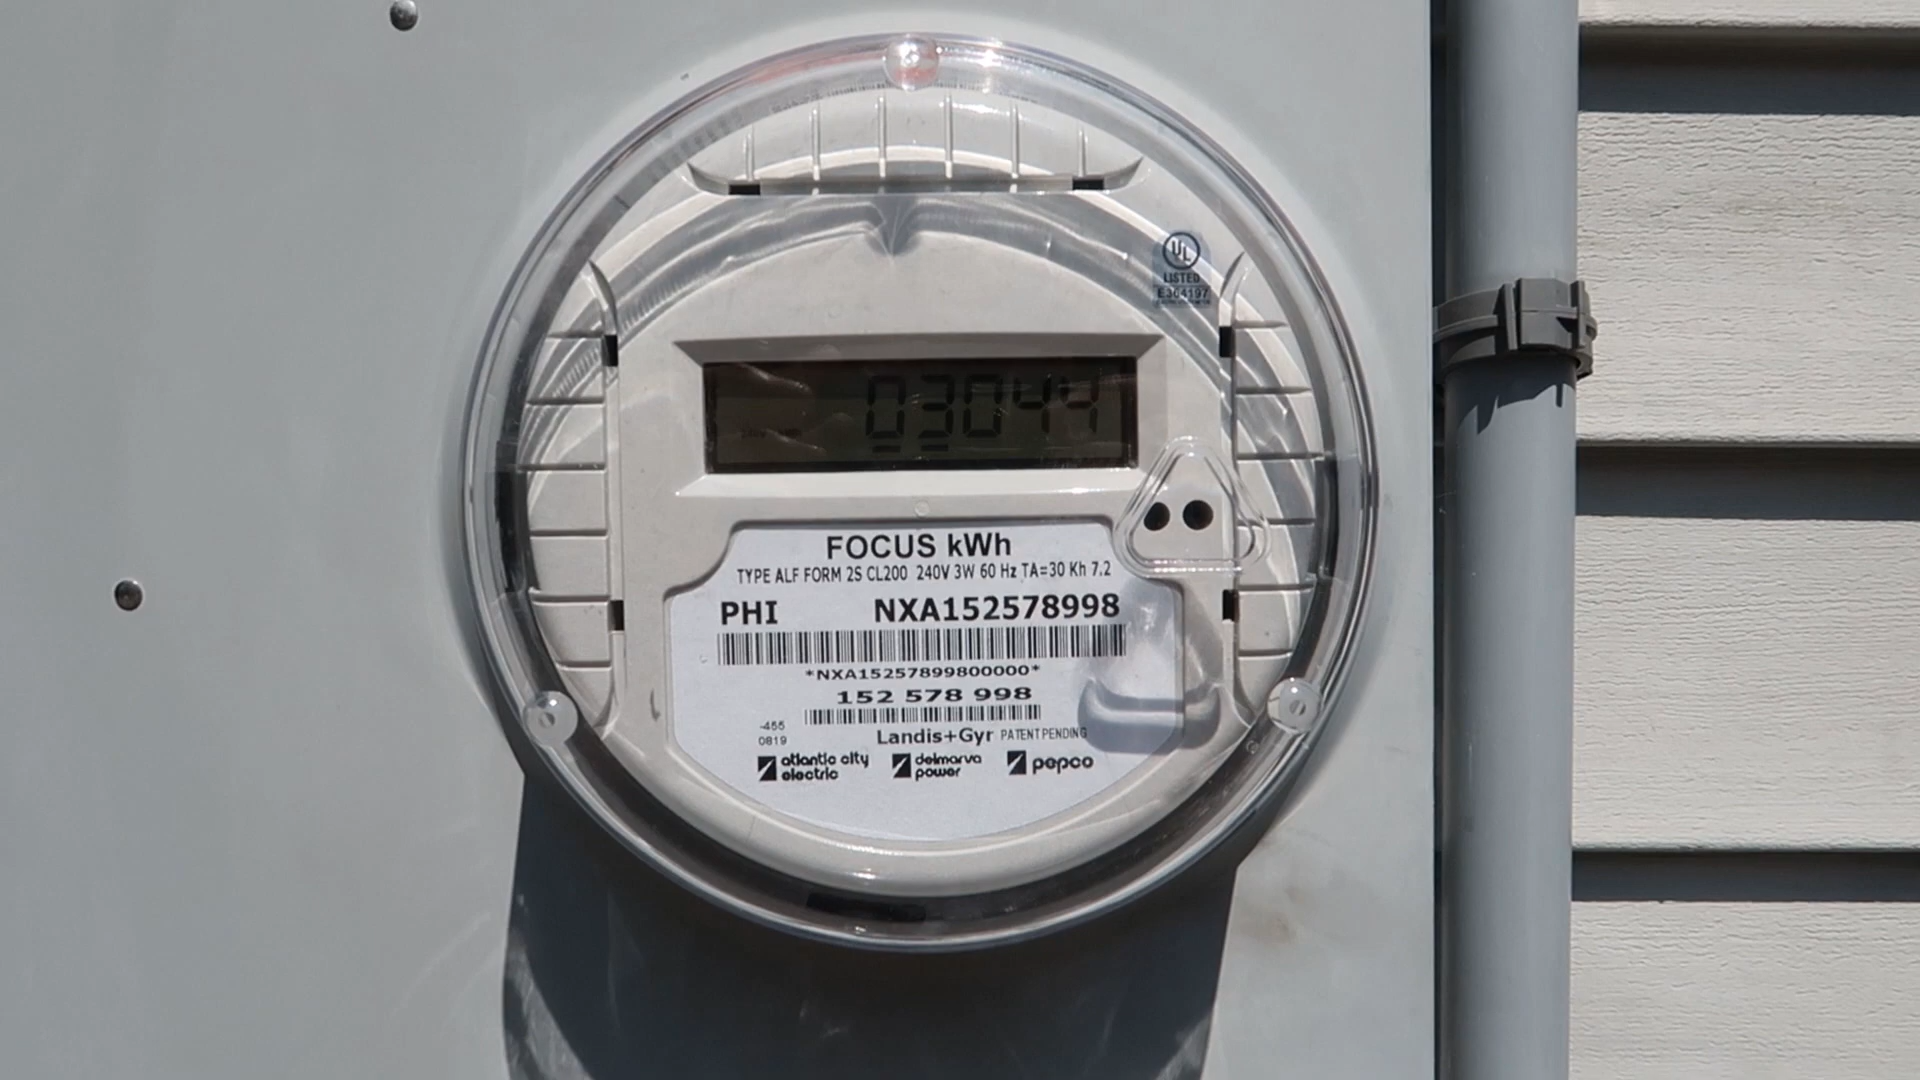 UL
LISTED
E364197
03044
FOCUS kWh
TYPE ALF FORM 2S CL200 240V 3W 60 Hz TA=30 Kh 7.2
PHI NXA152578998
*NXA15257899800000*
152 578 998
-455
0819
Landis+Gyr PATENT PENDING
atlantic city
electric
delmarva
power
pepco